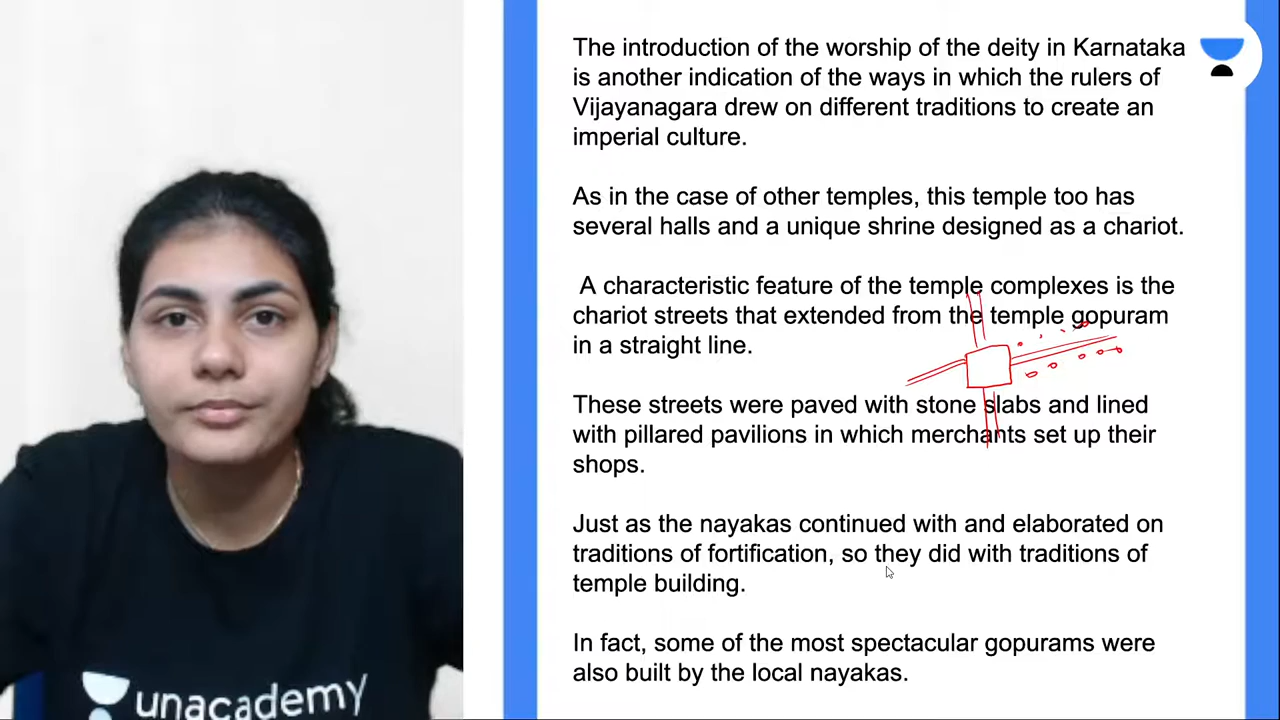 The introduction of the worship of the deity in Karnataka
is another indication of the ways in which the rulers of
Vijayanagara drew on different traditions to create an
imperial culture.
As in the case of other temples, this temple too has
several halls and a unique shrine designed as a chariot.
A characteristic feature of the temple complexes is the
chariot streets that extended from the temple gopuram
in a straight line.
These streets were paved with stone slabs and lined
with pillared pavilions in which merchants set up their
shops.
Just as the nayakas continued with and elaborated on
traditions of fortification, so they did with traditions of
temple building.
In fact, some of the most spectacular gopurams were
also built by the local nayakas.
unacademy